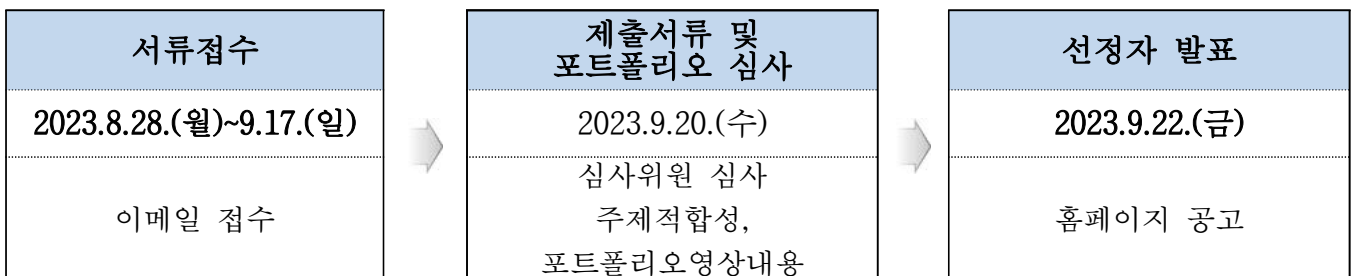 서류접수
2023.8.28.(월)~9.17.(일)
이메일 접수
제출서류 및
포트폴리오 심사
2023.9.20.(수)
심사위원 심사
주제적합성,
포트폴리오영상내용
선정자 발표
2023.9.22.(금)
홈페이지 공고